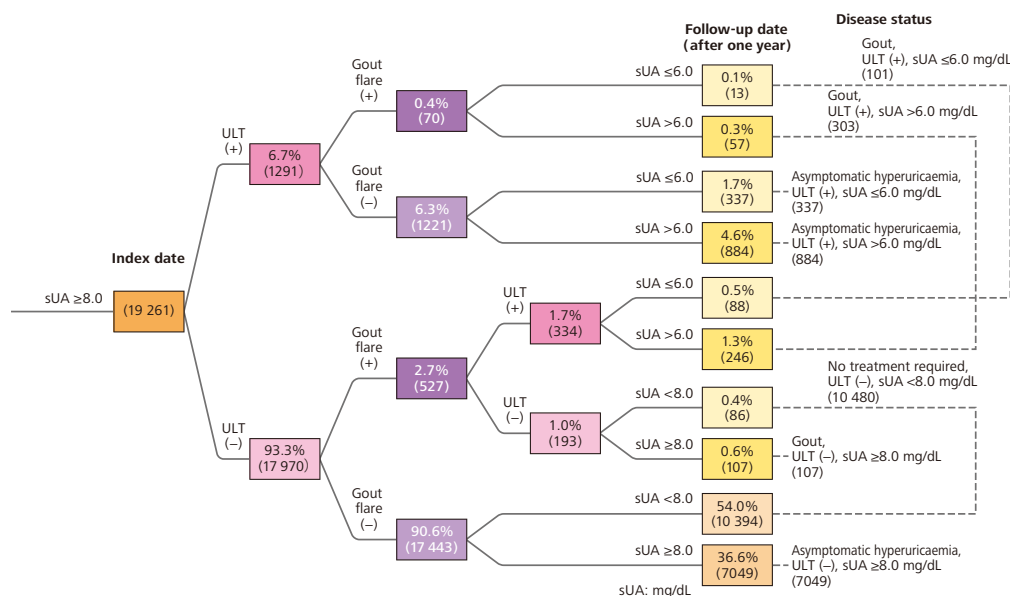 Disease status
Follow-up date
(after one year)
Gout,
ULT (+), sUA ≤6.0 mg/dL
(101)
Gout
flare
(+)
sUA ≤6.0
0.1%
(13)
0.4%
(70)
Gout,
ULT (+), sUA >6.0 mg/dL
(303)
sUA >6.0
0.3%
(57)
ULT
(+)
6.7%
(1291)
Gout
flare
(–)
sUA ≤6.0
1.7%
(337)
Asymptomatic hyperuricaemia,
ULT (+), sUA ≤6.0 mg/dL
(337)
6.3%
(1221)
sUA >6.0
4.6%
(884)
Asymptomatic hyperuricaemia,
ULT (+), sUA >6.0 mg/dL
(884)
Index date
sUA ≥8.0
(19 261)
ULT
(+)
1.7%
(334)
sUA ≤6.0
0.5%
(88)
Gout
flare
(+)
sUA >6.0
1.3%
(246)
2.7%
(527)
No treatment required,
ULT (–), sUA <8.0 mg/dL
(10 480)
ULT
(–)
1.0%
(193)
sUA <8.0
0.4%
(86)
ULT
(–)
93.3%
(17 970)
sUA ≥8.0
0.6%
(107)
Gout,
ULT (–), sUA ≥8.0 mg/dL
(107)
Gout
flare
(–)
sUA <8.0
54.0%
(10 394)
90.6%
(17 443)
sUA ≥8.0
36.6%
(7049)
Asymptomatic hyperuricaemia,
ULT (–), sUA ≥8.0 mg/dL
(7049)
sUA: mg/dL